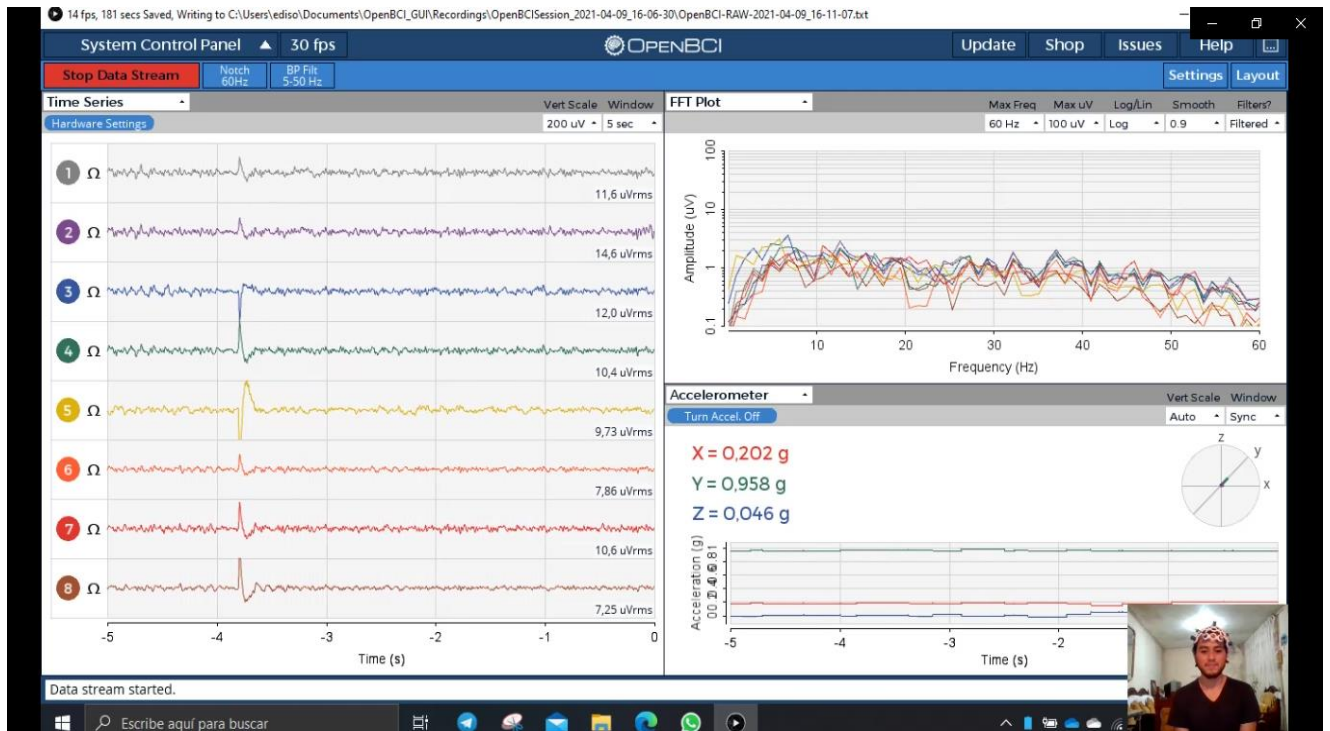 14 fps, 181 secs Saved, Writing to C:\Users\ediso\Documents\OpenBCI_GUI\Recordings\OpenBCISession_2021-04-09_16-06-30\OpenBCI-RAW-2021-04-09_16-11-07.txt
System Control Panel 30 fps OPENBCI Update Shop Issues Help
Stop Data Stream Notch 60Hz BP Filt 5-50 Hz Settings Layout
Time Series Vert Scale Window
Hardware Settings 200 uV 5 sec
1 Ω 11,6 uVrms
2 Ω 14,6 uVrms
3 Ω 12,0 uVrms
4 Ω 10,4 uVrms
5 Ω 9,73 uVrms
6 Ω 7,86 uVrms
7 Ω 10,6 uVrms
8 Ω 7,25 uVrms
-5 -4 -3 -2 -1 0
Time (s)
FFT Plot Max Freq Max uV Log/Lin Smooth Filters?
60 Hz 100 uV Log 0.9 Filtered
Amplitude (uV)
100
10
1
0.1
10 20 30 40 50 60
Frequency (Hz)
Accelerometer Vert Scale Window
Turn Accel. Off Auto Sync
X = 0,202 g
Y = 0,958 g
Z = 0,046 g
z
y
x
Acceleration (g)
-5 -4 -3 -2
Time (s)
Data stream started.
Escribe aquí para buscar